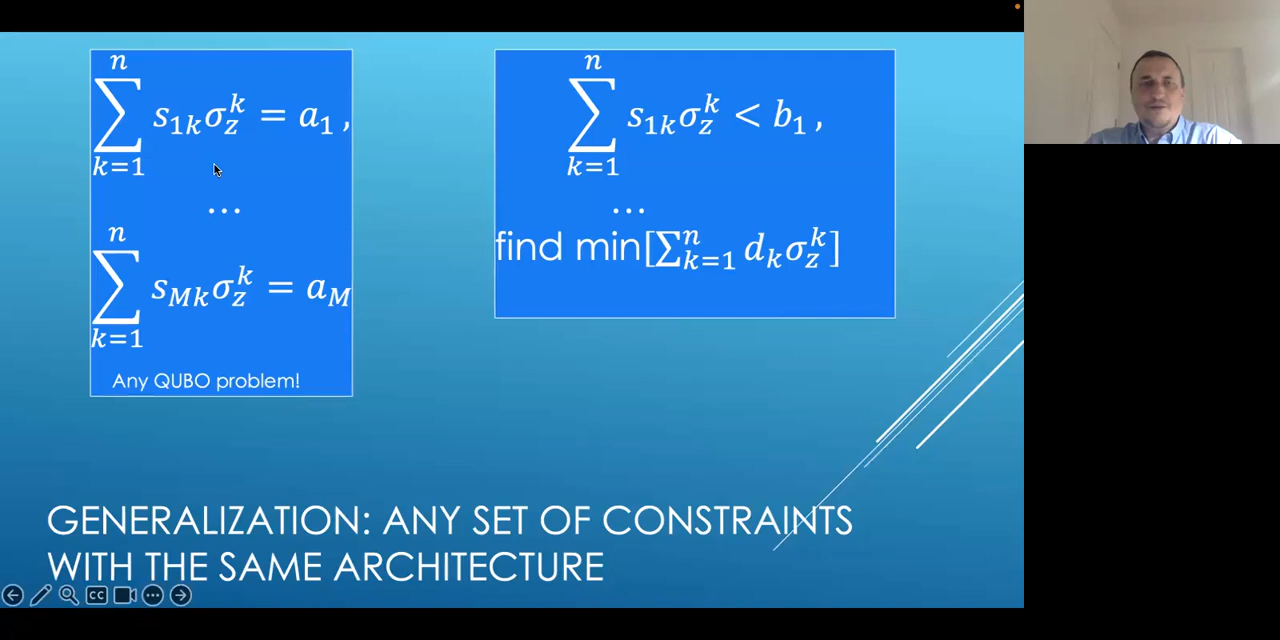 ∑_{k=1}^{n} s_{1k}σ_z^k = a_1 ,
…
∑_{k=1}^{n} s_{Mk}σ_z^k = a_M
Any QUBO problem!
∑_{k=1}^{n} s_{1k}σ_z^k < b_1 ,
…
find min[∑_{k=1}^{n} d_kσ_z^k]
GENERALIZATION: ANY SET OF CONSTRAINTS
WITH THE SAME ARCHITECTURE
CC